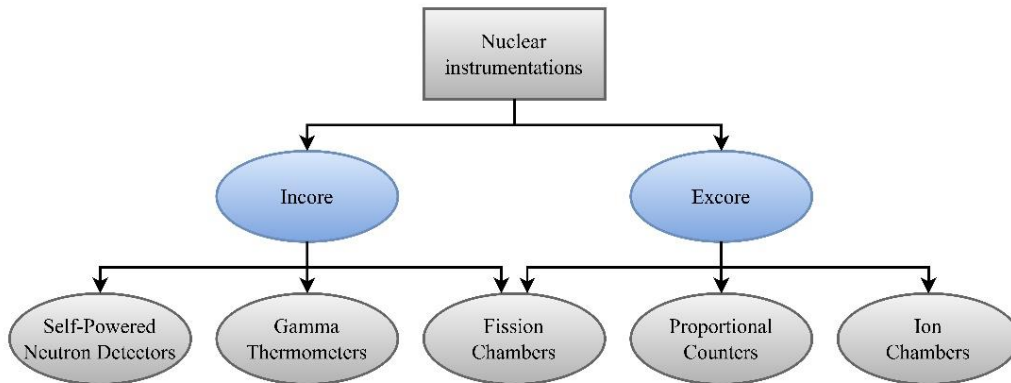 Nuclear
instrumentations
Incore
Excore
Self-Powered
Neutron Detectors
Gamma
Thermometers
Fission
Chambers
Proportional
Counters
Ion
Chambers